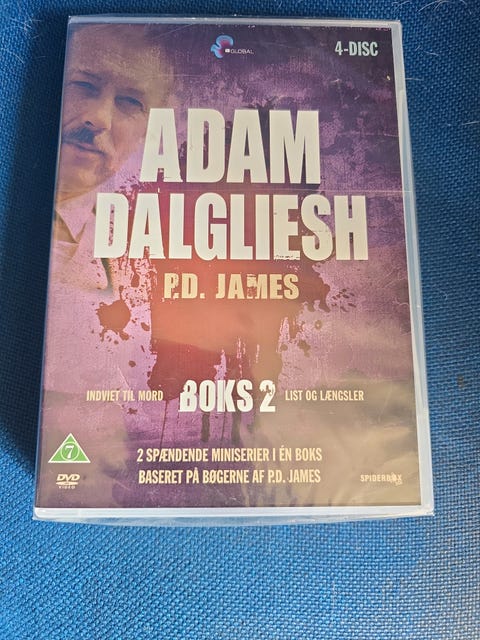 GLOBAL
4-DISC
ADAM
DALGLIESH
P.D. JAMES
INDVIET TIL MORD
BOKS 2
LIST OG LÆNGSLER
7
2 SPÆNDENDE MINISERIER I ÉN BOKS
BASERET PÅ BØGERNE AF P.D. JAMES
DVD
VIDEO
SPIDERBOX